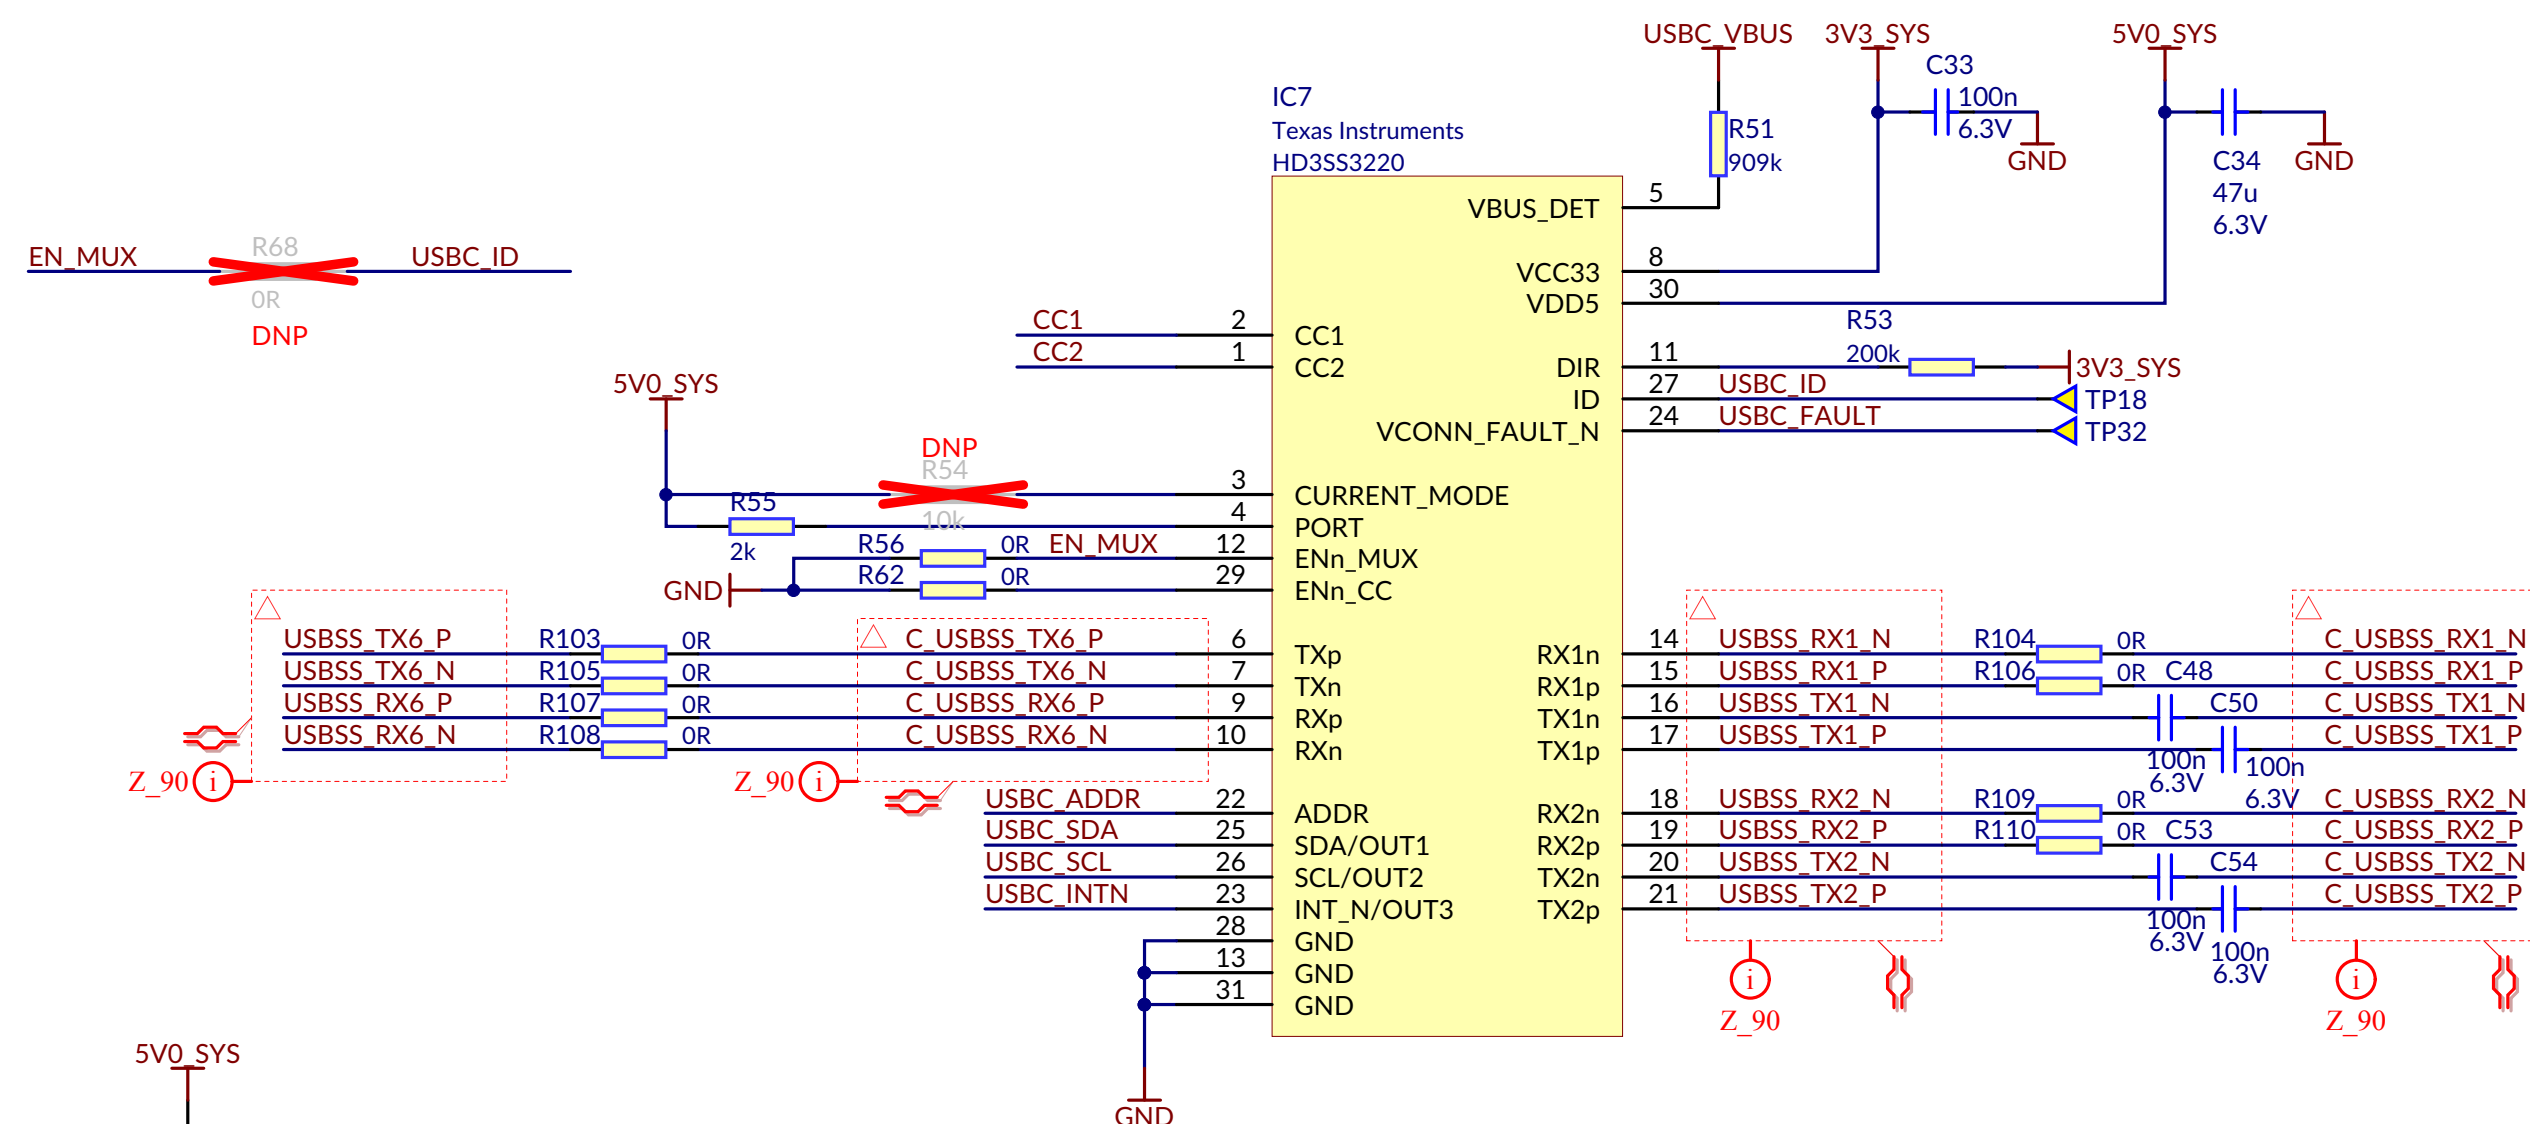 USBC_VBUS
3V3_SYS
5V0_SYS
C33
100n
6.3V
GND
C34
47u
6.3V
GND
R51
909k
IC7
Texas Instruments
HD3SS3220
EN_MUX
R68
0R
DNP
USBC_ID
VBUS_DET
5
VCC33
8
VDD5
30
CC1
2
CC1
CC2
1
CC2
DIR
11
R53
200k
3V3_SYS
ID
27
USBC_ID
TP18
VCONN_FAULT_N
24
USBC_FAULT
TP32
5V0_SYS
DNP
R54
10k
3
CURRENT_MODE
R55
2k
4
PORT
R56
0R
EN_MUX
12
ENn_MUX
GND
R62
0R
29
ENn_CC
USBSS_TX6_P
R103
0R
C_USBSS_TX6_P
6
TXp
USBSS_TX6_N
R105
0R
C_USBSS_TX6_N
7
TXn
USBSS_RX6_P
R107
0R
C_USBSS_RX6_P
9
RXp
USBSS_RX6_N
R108
0R
C_USBSS_RX6_N
10
RXn
Z_90
i
Z_90
i
RX1n
14
USBSS_RX1_N
R104
0R
C_USBSS_RX1_N
RX1p
15
USBSS_RX1_P
R106
0R
C_USBSS_RX1_P
TX1n
16
USBSS_TX1_N
C48
100n
6.3V
C_USBSS_TX1_N
TX1p
17
USBSS_TX1_P
C50
100n
6.3V
C_USBSS_TX1_P
USBC_ADDR
22
ADDR
USBC_SDA
25
SDA/OUT1
USBC_SCL
26
SCL/OUT2
USBC_INTN
23
INT_N/OUT3
28
GND
13
GND
31
GND
GND
RX2n
18
USBSS_RX2_N
R109
0R
C_USBSS_RX2_N
RX2p
19
USBSS_RX2_P
R110
0R
C_USBSS_RX2_P
TX2n
20
USBSS_TX2_N
C53
100n
6.3V
C_USBSS_TX2_N
TX2p
21
USBSS_TX2_P
C54
100n
6.3V
C_USBSS_TX2_P
i
Z_90
i
Z_90
5V0_SYS